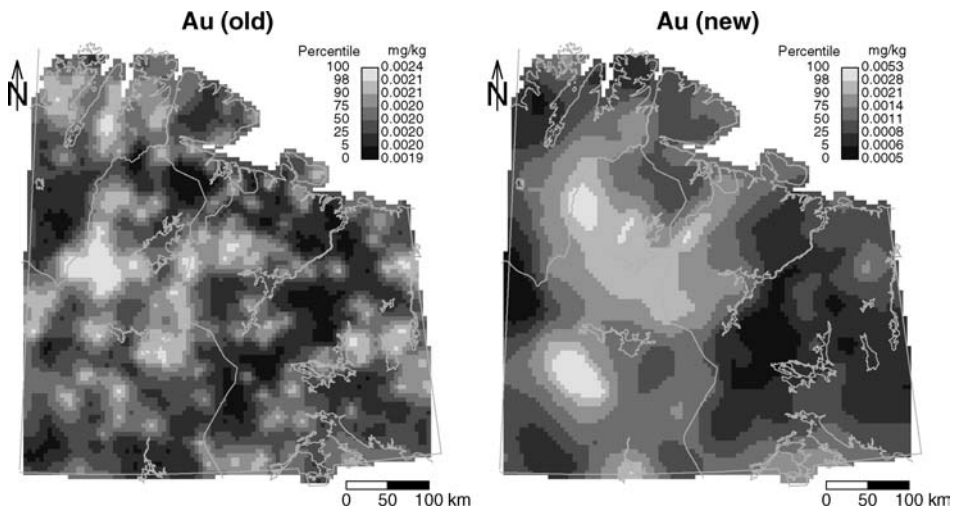 Au (old)
Percentile mg/kg
100 0.0024
98 0.0021
90 0.0020
75 0.0020
50 0.0020
25 0.0020
5 0.0020
0 0.0019
N
0 50 100 km
Au (new)
Percentile mg/kg
100 0.0053
98 0.0028
90 0.0021
75 0.0014
50 0.0011
25 0.0008
5 0.0006
0 0.0005
N
0 50 100 km